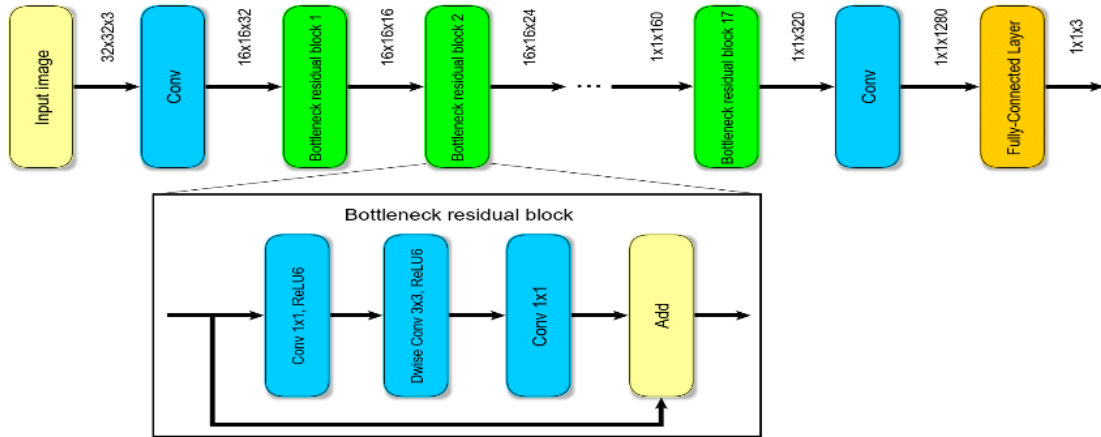 Input image
32x32x3
Conv
16x16x32
Bottleneck residual block 1
16x16x16
Bottleneck residual block 2
16x16x24
...
1x1x160
Bottleneck residual block 17
1x1x320
Conv
1x1x1280
Fully-Connected Layer
1x1x3
Bottleneck residual block
Conv 1x1, ReLU6
Dwise Conv 3x3, ReLU6
Conv 1x1
Add